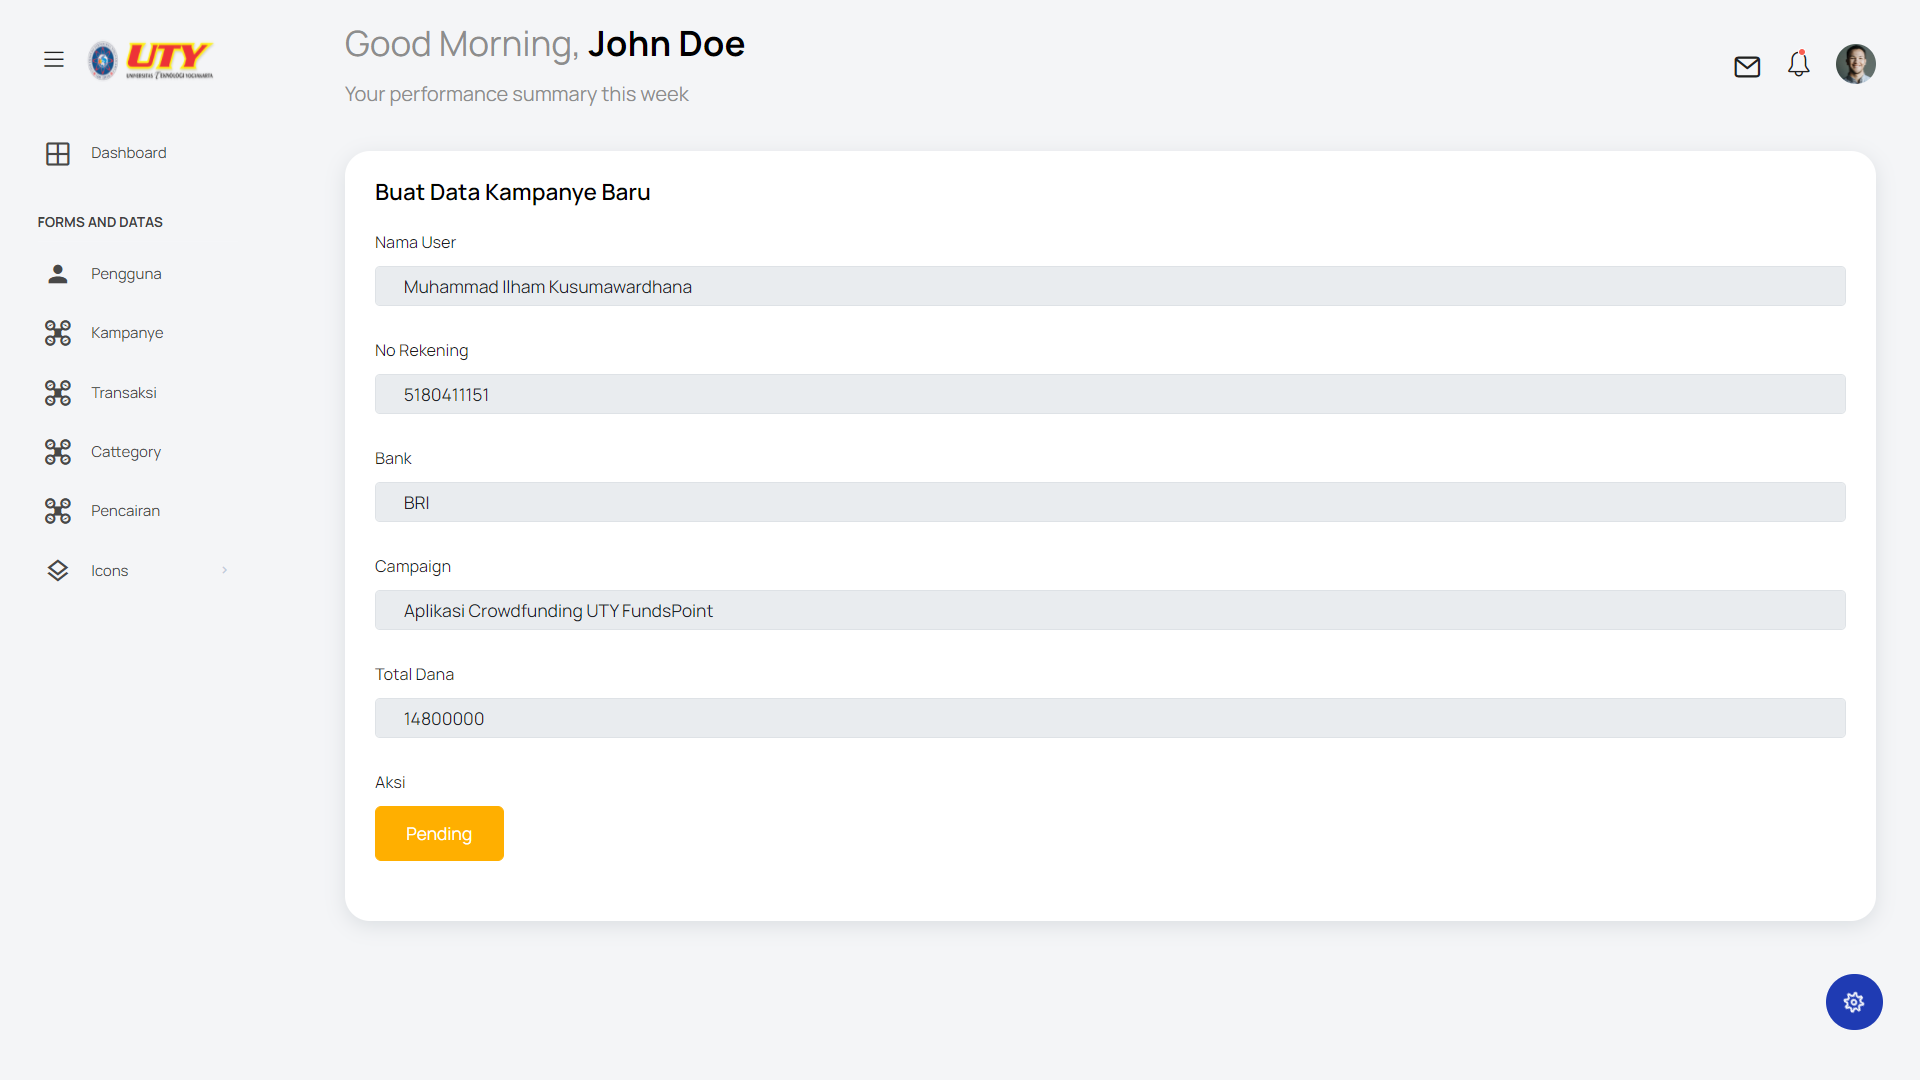 UTY
UNIVERSITAS TEKNOLOGI YOGYAKARTA
Good Morning, John Doe
Your performance summary this week
Dashboard
FORMS AND DATAS
Pengguna
Kampanye
Transaksi
Cattegory
Pencairan
Icons
Buat Data Kampanye Baru
Nama User
Muhammad Ilham Kusumawardhana
No Rekening
5180411151
Bank
BRI
Campaign
Aplikasi Crowdfunding UTY FundsPoint
Total Dana
14800000
Aksi
Pending